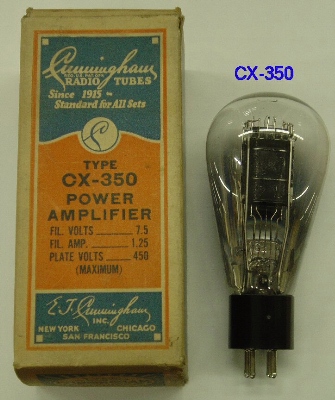 CX-350
Cunningham
RADIO TUBES
Since 1915
Standard for All Sets
C
TYPE
CX-350
POWER
AMPLIFIER
FIL. VOLTS 7.5
FIL. AMP. 1.25
PLATE VOLTS 450
(MAXIMUM)
E.T. Cunningham
INC.
NEW YORK CHICAGO
SAN FRANCISCO